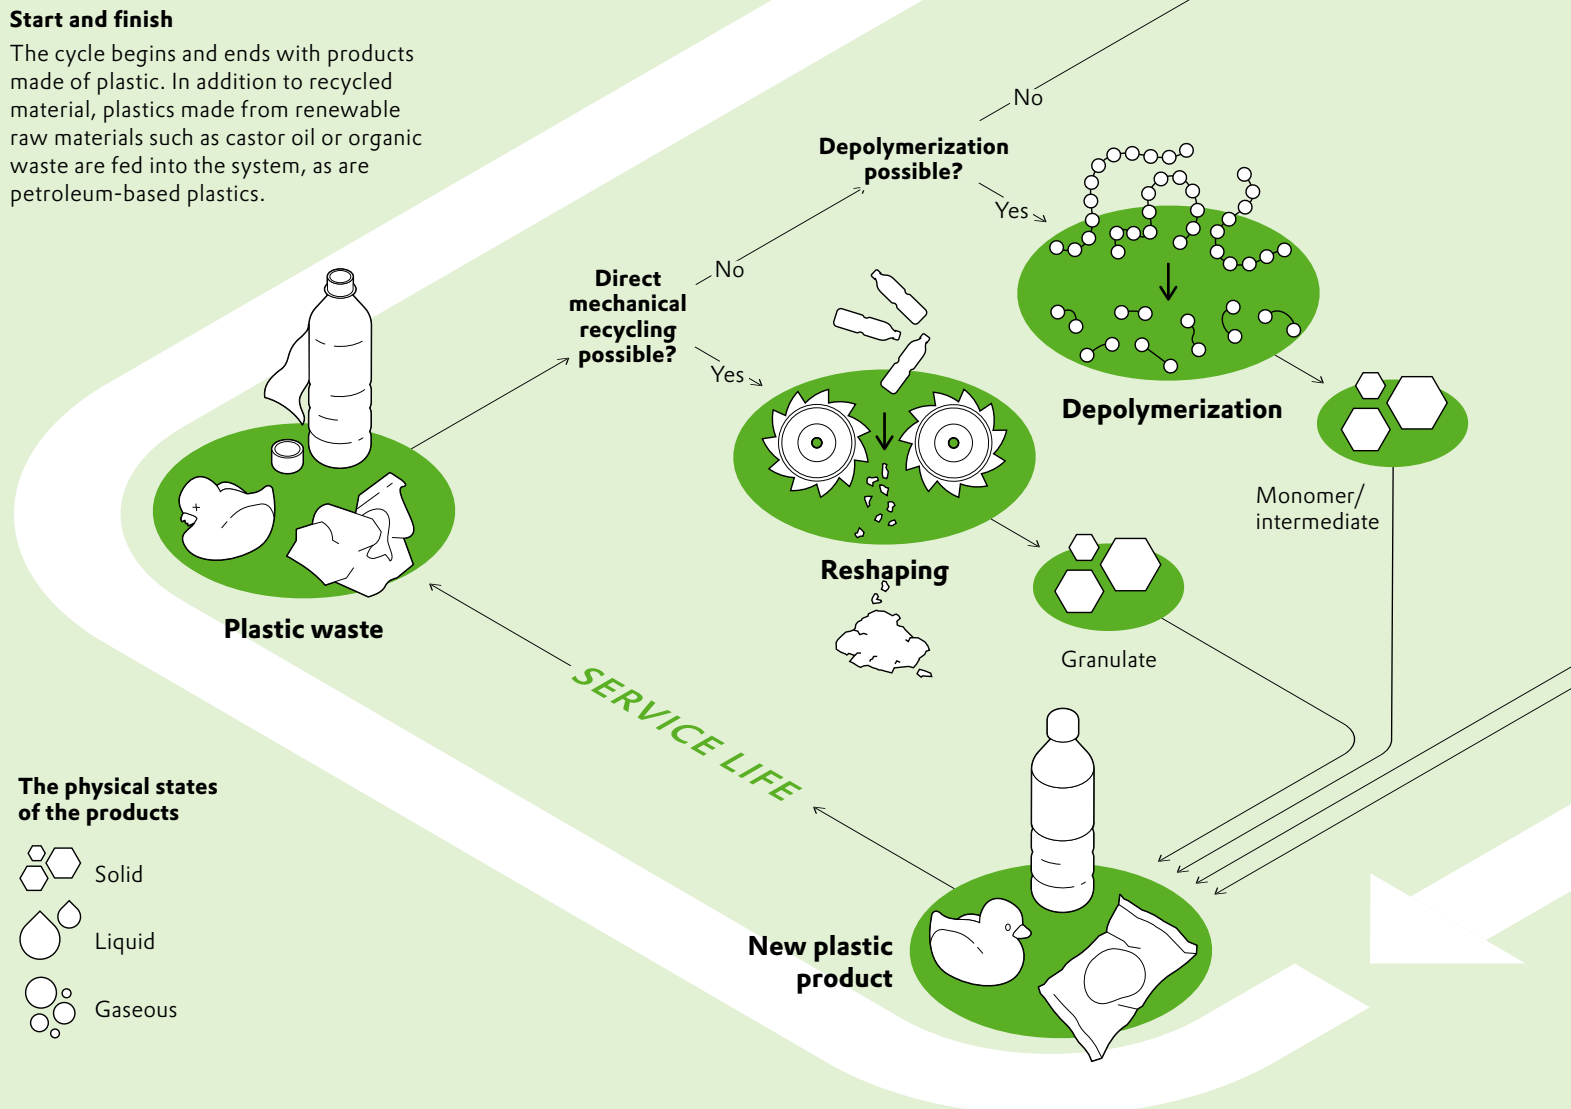 Start and finish
The cycle begins and ends with products
made of plastic. In addition to recycled
material, plastics made from renewable
raw materials such as castor oil or organic
waste are fed into the system, as are
petroleum-based plastics.
No
Depolymerization
possible?
Yes
Direct
mechanical
recycling
possible?
No
Yes
Depolymerization
Monomer/
intermediate
Reshaping
Granulate
Plastic waste
SERVICE LIFE
New plastic
product
The physical states
of the products
Solid
Liquid
Gaseous